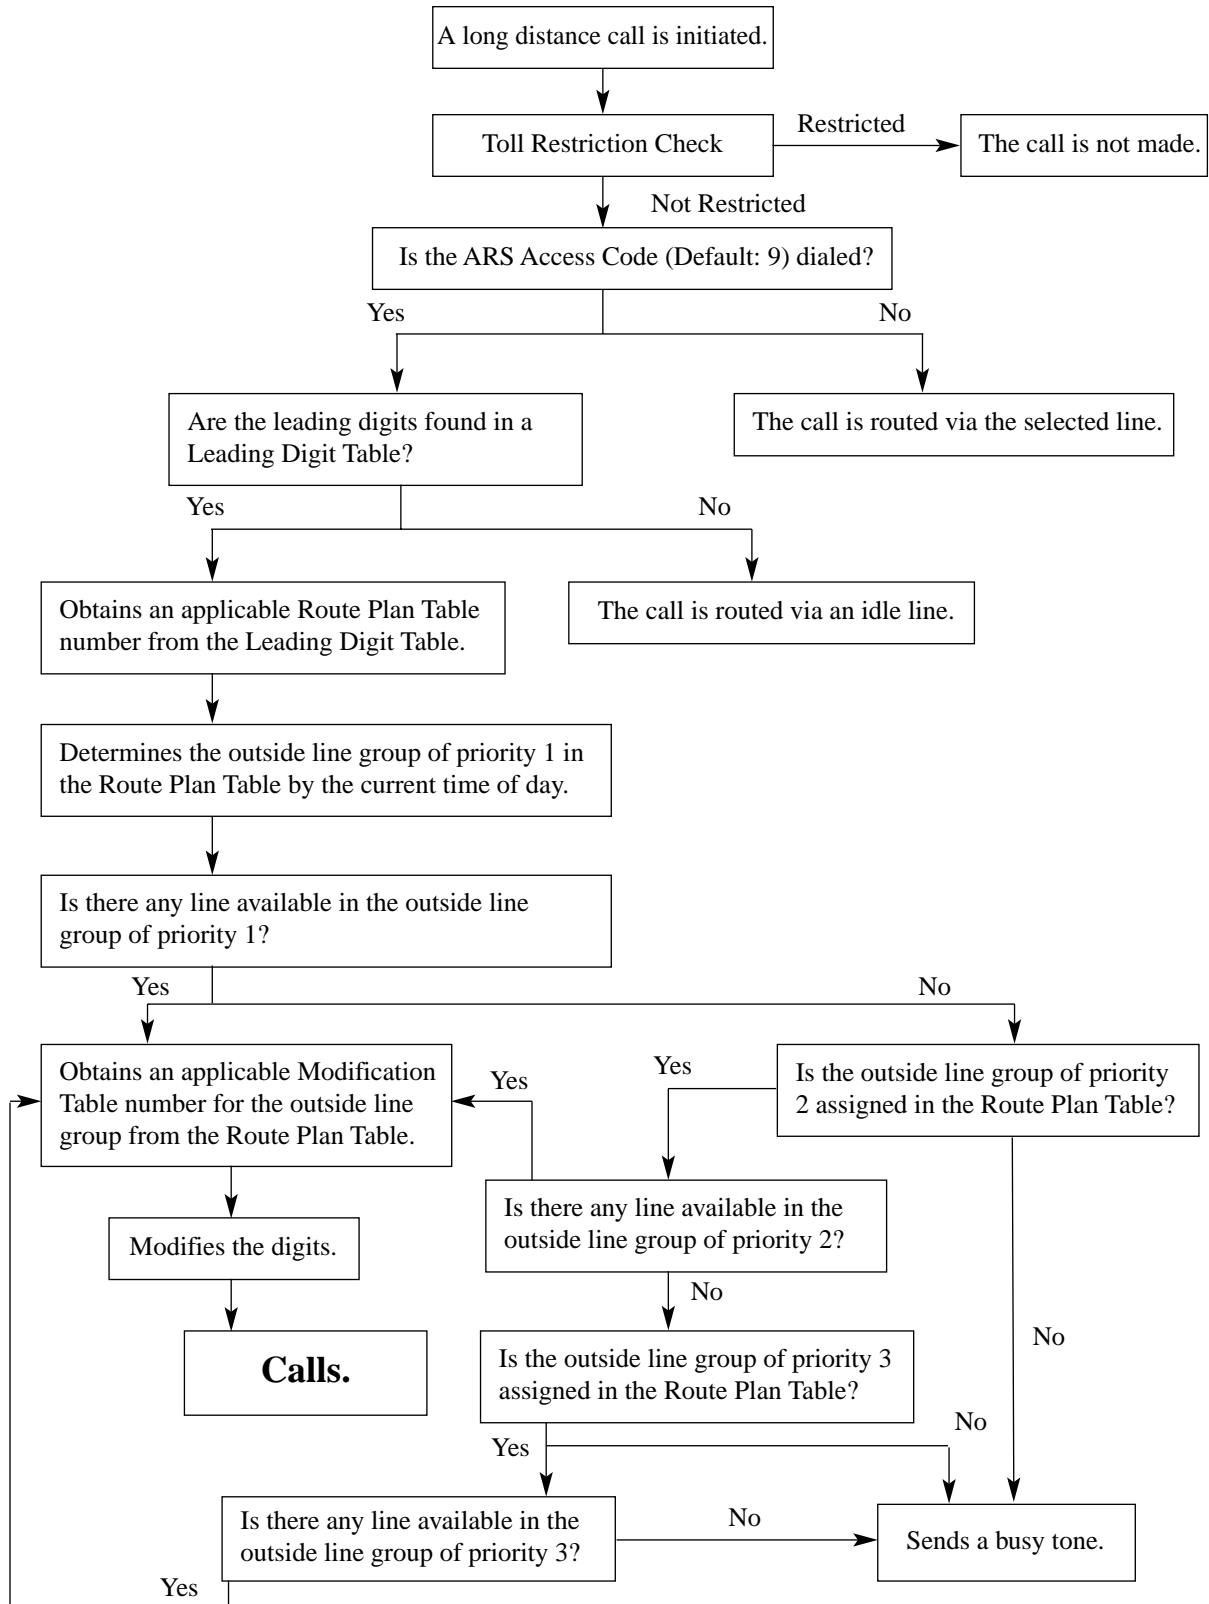 A long distance call is initiated.
Toll Restriction Check
Restricted
The call is not made.
Not Restricted
Is the ARS Access Code (Default: 9) dialed?
Yes
No
Are the leading digits found in a
Leading Digit Table?
The call is routed via the selected line.
Yes
No
Obtains an applicable Route Plan Table
number from the Leading Digit Table.
The call is routed via an idle line.
Determines the outside line group of priority 1 in
the Route Plan Table by the current time of day.
Is there any line available in the outside line
group of priority 1?
Yes
No
Obtains an applicable Modification
Table number for the outside line
group from the Route Plan Table.
Yes
Yes
Is the outside line group of priority
2 assigned in the Route Plan Table?
Is there any line available in the
outside line group of priority 2?
Modifies the digits.
No
No
Calls.
Is the outside line group of priority 3
assigned in the Route Plan Table?
Yes
No
Is there any line available in the
outside line group of priority 3?
No
Sends a busy tone.
Yes